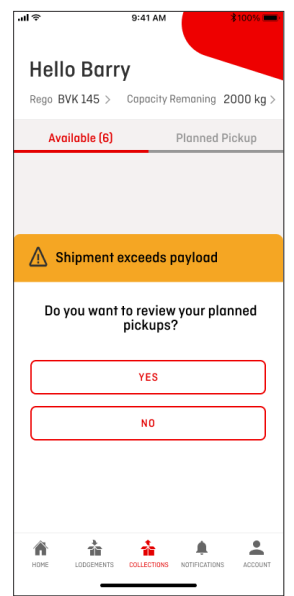 9:41 AM
100%
Hello Barry
Rego BVK 145 > Capacity Remaning 2000 kg >
Available (6) Planned Pickup
Shipment exceeds payload
Do you want to review your planned
pickups?
YES
NO
HOME LODGEMENTS COLLECTIONS NOTIFICATIONS ACCOUNT